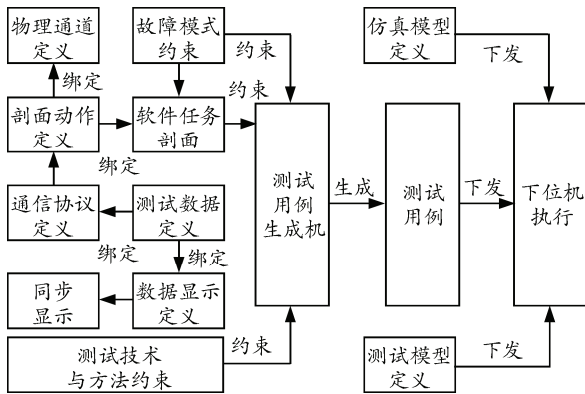 物理通道
定义
故障模式
约束
约束
仿真模型
定义
下发
绑定
约束
剖面动作
定义
软件任务
剖面
绑定
测试
用例
生成机
生成
测试
用例
下发
下位机
执行
通信协议
定义
测试数据
定义
绑定
绑定
同步
显示
数据显示
定义
测试技术
与方法约束
约束
测试模型
定义
下发